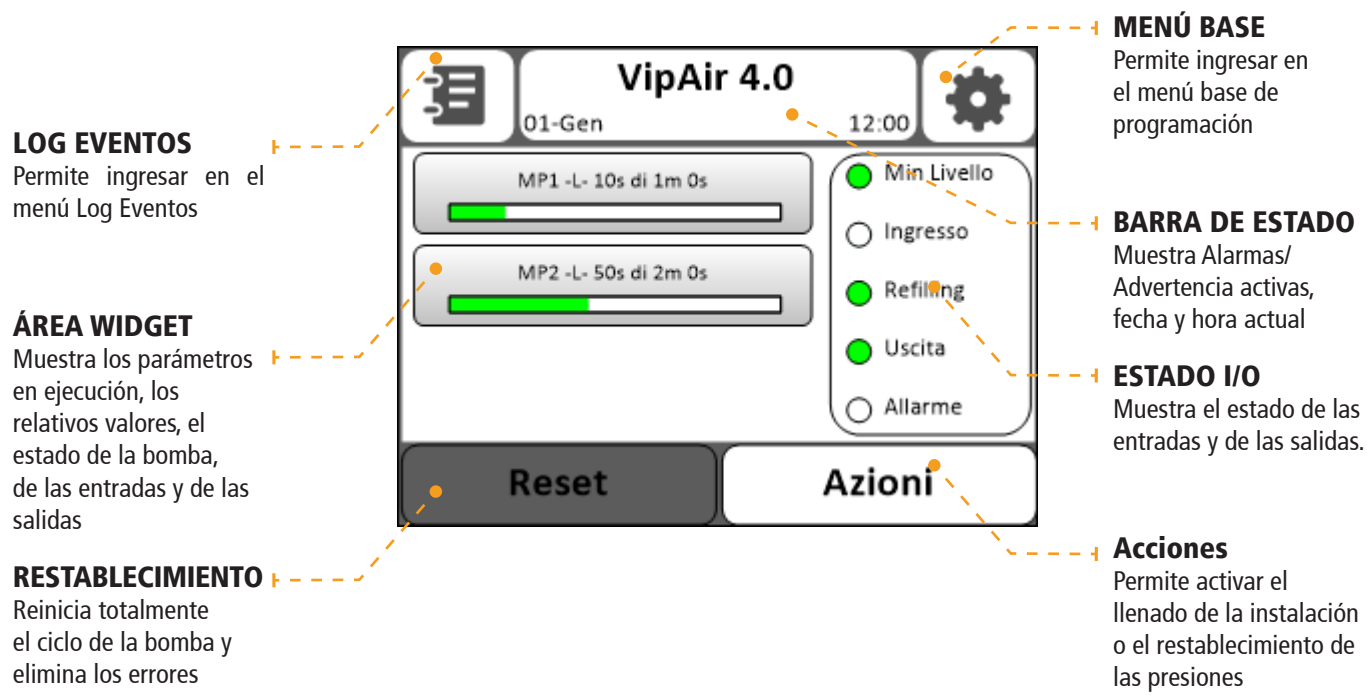 LOG EVENTOS
Permite ingresar en el
menú Log Eventos
ÁREA WIDGET
Muestra los parámetros
en ejecución, los
relativos valores, el
estado de la bomba,
de las entradas y de las
salidas
RESTABLECIMIENTO
Reinicia totalmente
el ciclo de la bomba y
elimina los errores
VipAir 4.0
01-Gen 12:00
MP1 -L- 10s di 1m 0s
MP2 -L- 50s di 2m 0s
Min Livello
Ingresso
Refilling
Uscita
Allarme
Reset
Azioni
MENÚ BASE
Permite ingresar en
el menú base de
programación
BARRA DE ESTADO
Muestra Alarmas/
Advertencia activas,
fecha y hora actual
ESTADO I/O
Muestra el estado de las
entradas y de las salidas.
Acciones
Permite activar el
llenado de la instalación
o el restablecimiento de
las presiones